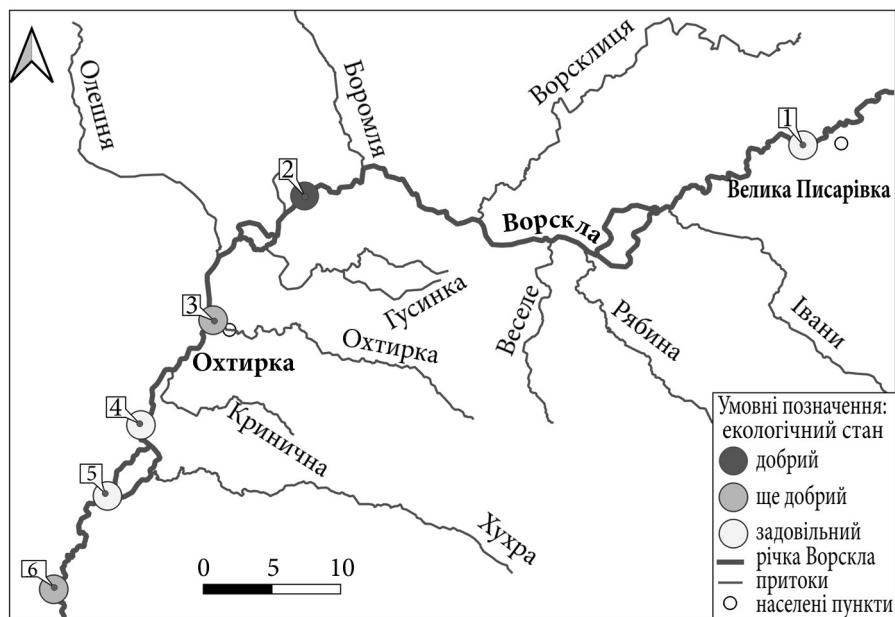 Олешня
Боромля
Ворсклиця
1
2
Велика Писарівка
Ворскла
3
Гусинка
Веселе
Рябина
Івани
Охтирка
Охтирка
4
Кринична
5
Хухра
6
0 5 10
Умовні позначення:
екологічний стан
добрий
ще добрий
задовільний
річка Ворскла
притоки
населені пункти